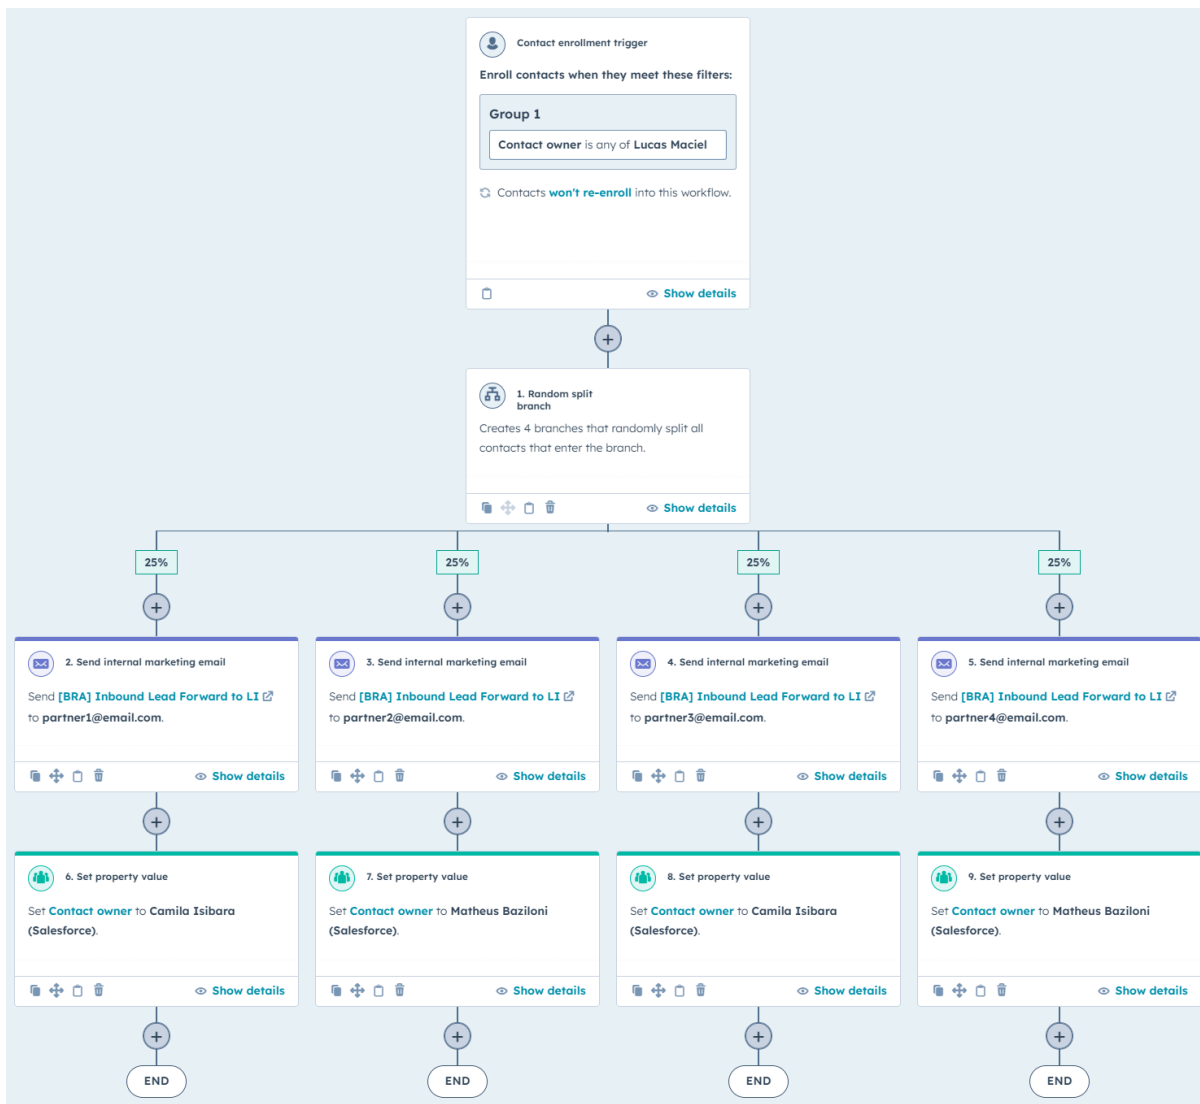 Contact enrollment trigger
Enroll contacts when they meet these filters:
Group 1
Contact owner is any of Lucas Maciel
Contacts won't re-enroll into this workflow.
Show details
+
1. Random split
branch
Creates 4 branches that randomly split all
contacts that enter the branch.
Show details
25%
25%
25%
25%
+
+
+
+
2. Send internal marketing email
Send [BRA] Inbound Lead Forward to LI
to partner1@email.com.
Show details
3. Send internal marketing email
Send [BRA] Inbound Lead Forward to LI
to partner2@email.com.
Show details
4. Send internal marketing email
Send [BRA] Inbound Lead Forward to LI
to partner3@email.com.
Show details
5. Send internal marketing email
Send [BRA] Inbound Lead Forward to LI
to partner4@email.com.
Show details
+
+
+
+
6. Set property value
Set Contact owner to Camila Isibara
(Salesforce).
Show details
7. Set property value
Set Contact owner to Matheus Baziloni
(Salesforce).
Show details
8. Set property value
Set Contact owner to Camila Isibara
(Salesforce).
Show details
9. Set property value
Set Contact owner to Matheus Baziloni
(Salesforce).
Show details
+
+
+
+
END
END
END
END